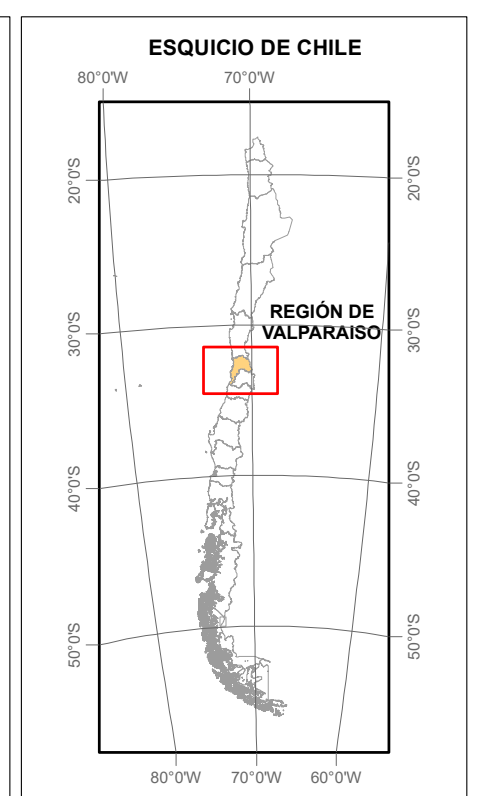 ESQUICIO DE CHILE
80°0'W 70°0'W
20°0'S 20°0'S
REGIÓN DE
VALPARAISO
30°0'S 30°0'S
40°0'S 40°0'S
50°0'S 50°0'S
80°0'W 70°0'W 60°0'W